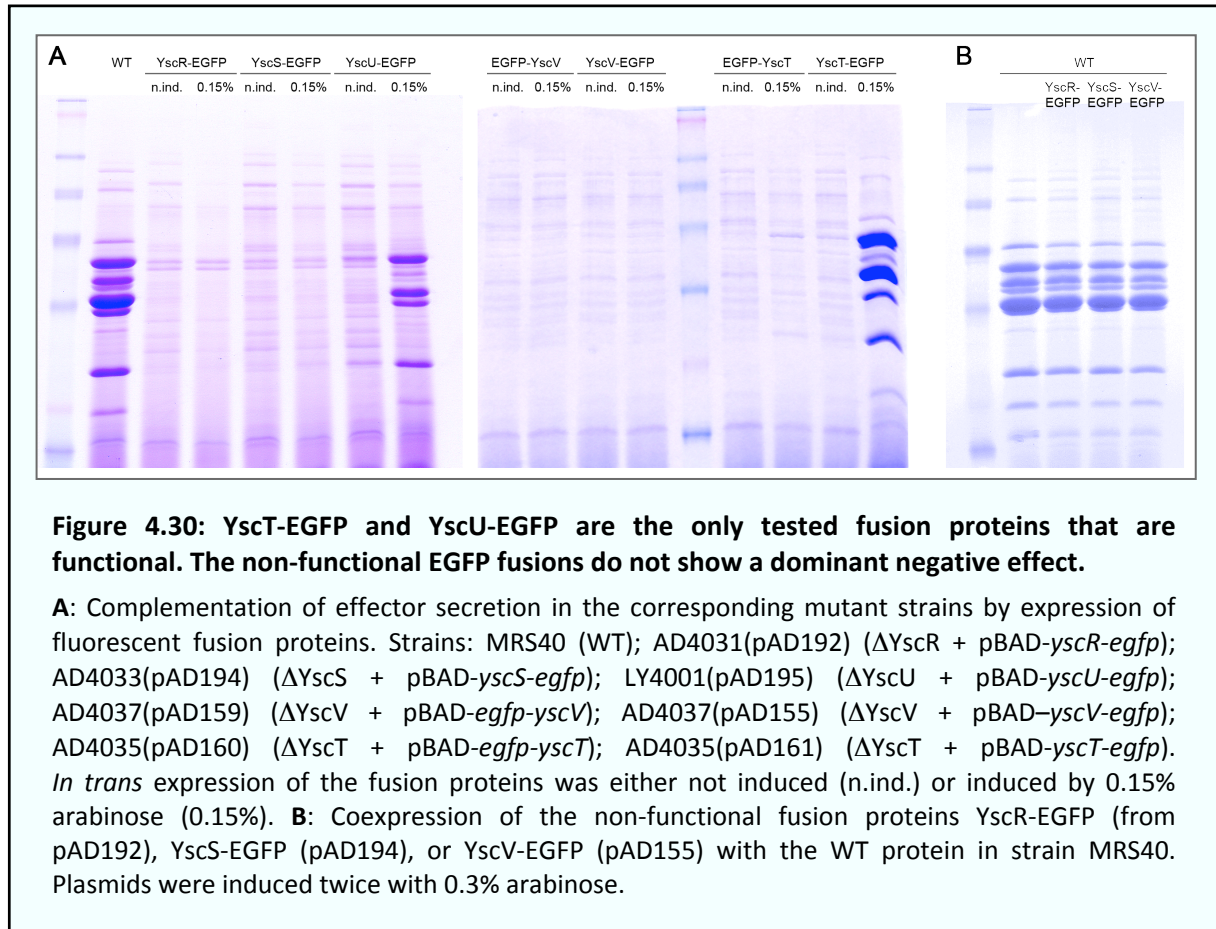 A
WT YscR-EGFP YscS-EGFP YscU-EGFP EGFP-YscV YscV-EGFP EGFP-YscT YscT-EGFP
n.ind. 0.15% n.ind. 0.15% n.ind. 0.15% n.ind. 0.15% n.ind. 0.15% n.ind. 0.15% n.ind. 0.15%
B
WT
YscR- YscS- YscV-
EGFP EGFP EGFP
Figure 4.30: YscT-EGFP and YscU-EGFP are the only tested fusion proteins that are
functional. The non-functional EGFP fusions do not show a dominant negative effect.
A: Complementation of effector secretion in the corresponding mutant strains by expression of
fluorescent fusion proteins. Strains: MRS40 (WT); AD4031(pAD192) (ΔYscR + pBAD-yscR-egfp);
AD4033(pAD194) (ΔYscS + pBAD-yscS-egfp); LY4001(pAD195) (ΔYscU + pBAD-yscU-egfp);
AD4037(pAD159) (ΔYscV + pBAD-egfp-yscV); AD4037(pAD155) (ΔYscV + pBAD–yscV-egfp);
AD4035(pAD160) (ΔYscT + pBAD-egfp-yscT); AD4035(pAD161) (ΔYscT + pBAD-yscT-egfp).
In trans expression of the fusion proteins was either not induced (n.ind.) or induced by 0.15%
arabinose (0.15%). B: Coexpression of the non-functional fusion proteins YscR-EGFP (from
pAD192), YscS-EGFP (pAD194), or YscV-EGFP (pAD155) with the WT protein in strain MRS40.
Plasmids were induced twice with 0.3% arabinose.